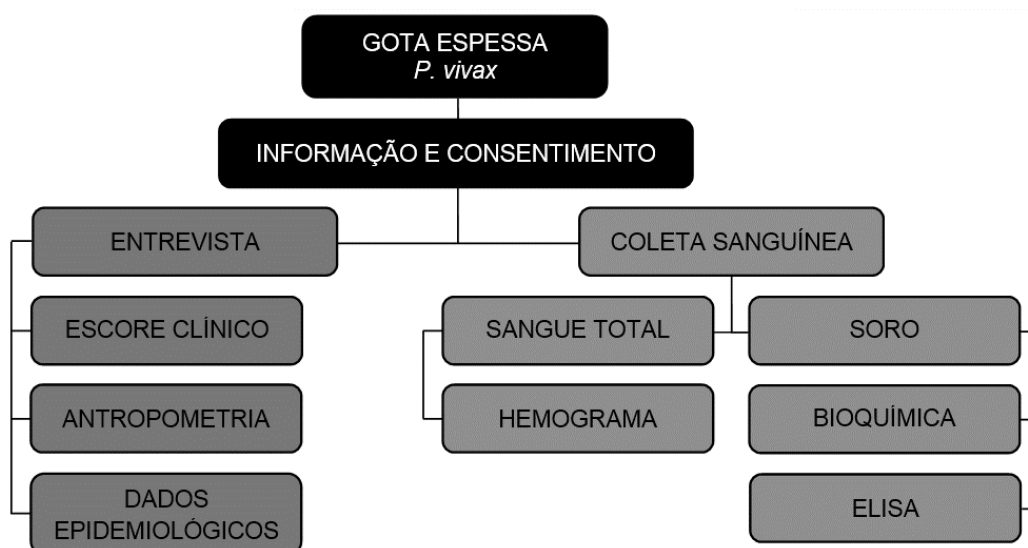 GOTA ESPESSA
P. vivax
INFORMAÇÃO E CONSENTIMENTO
ENTREVISTA
COLETA SANGUÍNEA
ESCORE CLÍNICO
SANGUE TOTAL
SORO
ANTROPOMETRIA
HEMOGRAMA
BIOQUÍMICA
DADOS
EPIDEMIOLÓGICOS
ELISA